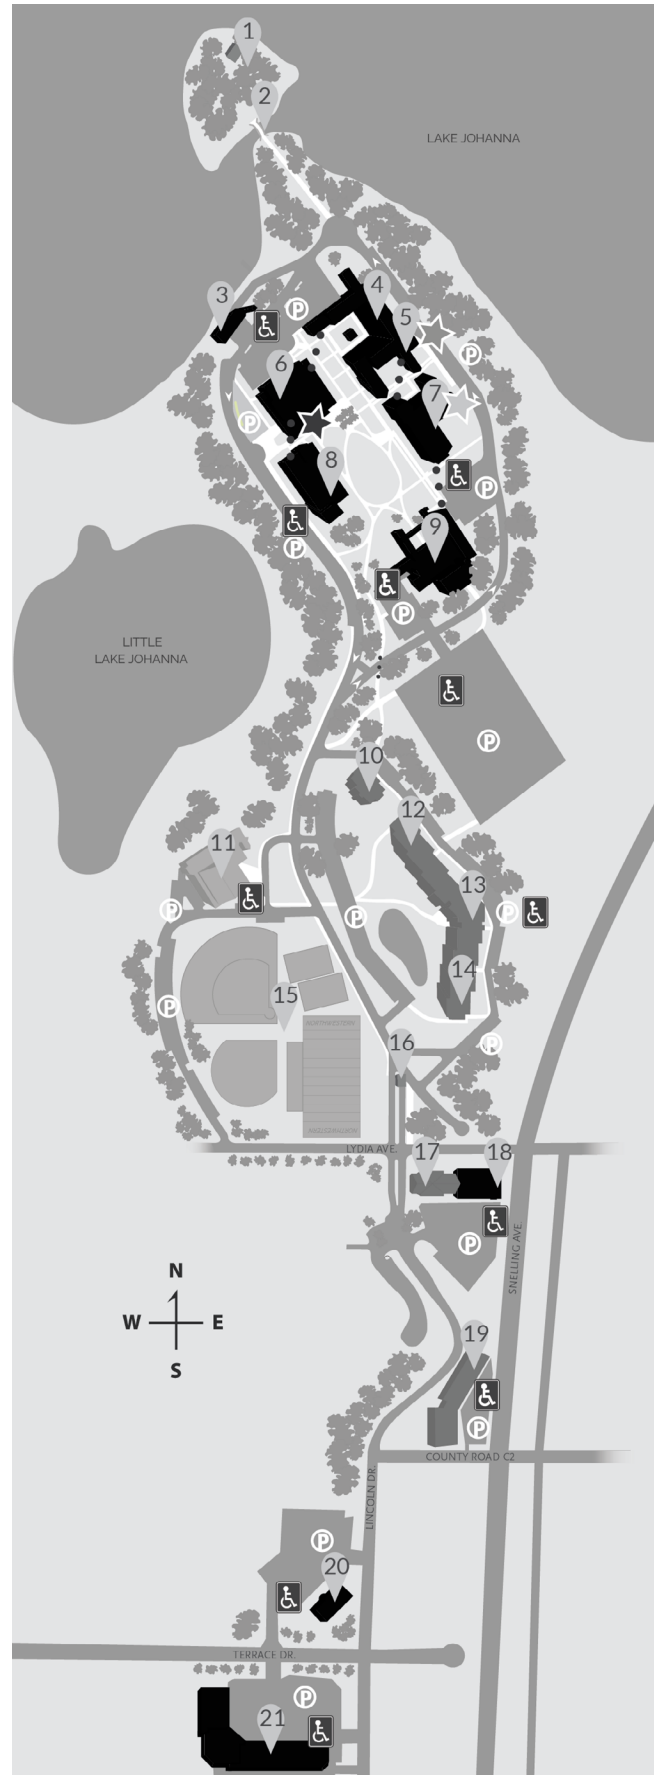 1
2
LAKE JOHANNA
3
4
P
5
P
6
7
P
8
P
9
P
P
LITTLE
LAKE JOHANNA
P
10
12
11
13
P
P
P
14
15
P
16
P
LYDIA AVE.
17
18
P
SNELLING AVE.
N
W E
S
19
P
COUNTY ROAD C2
LINCOLN DR.
P
20
TERRACE DR.
P
21